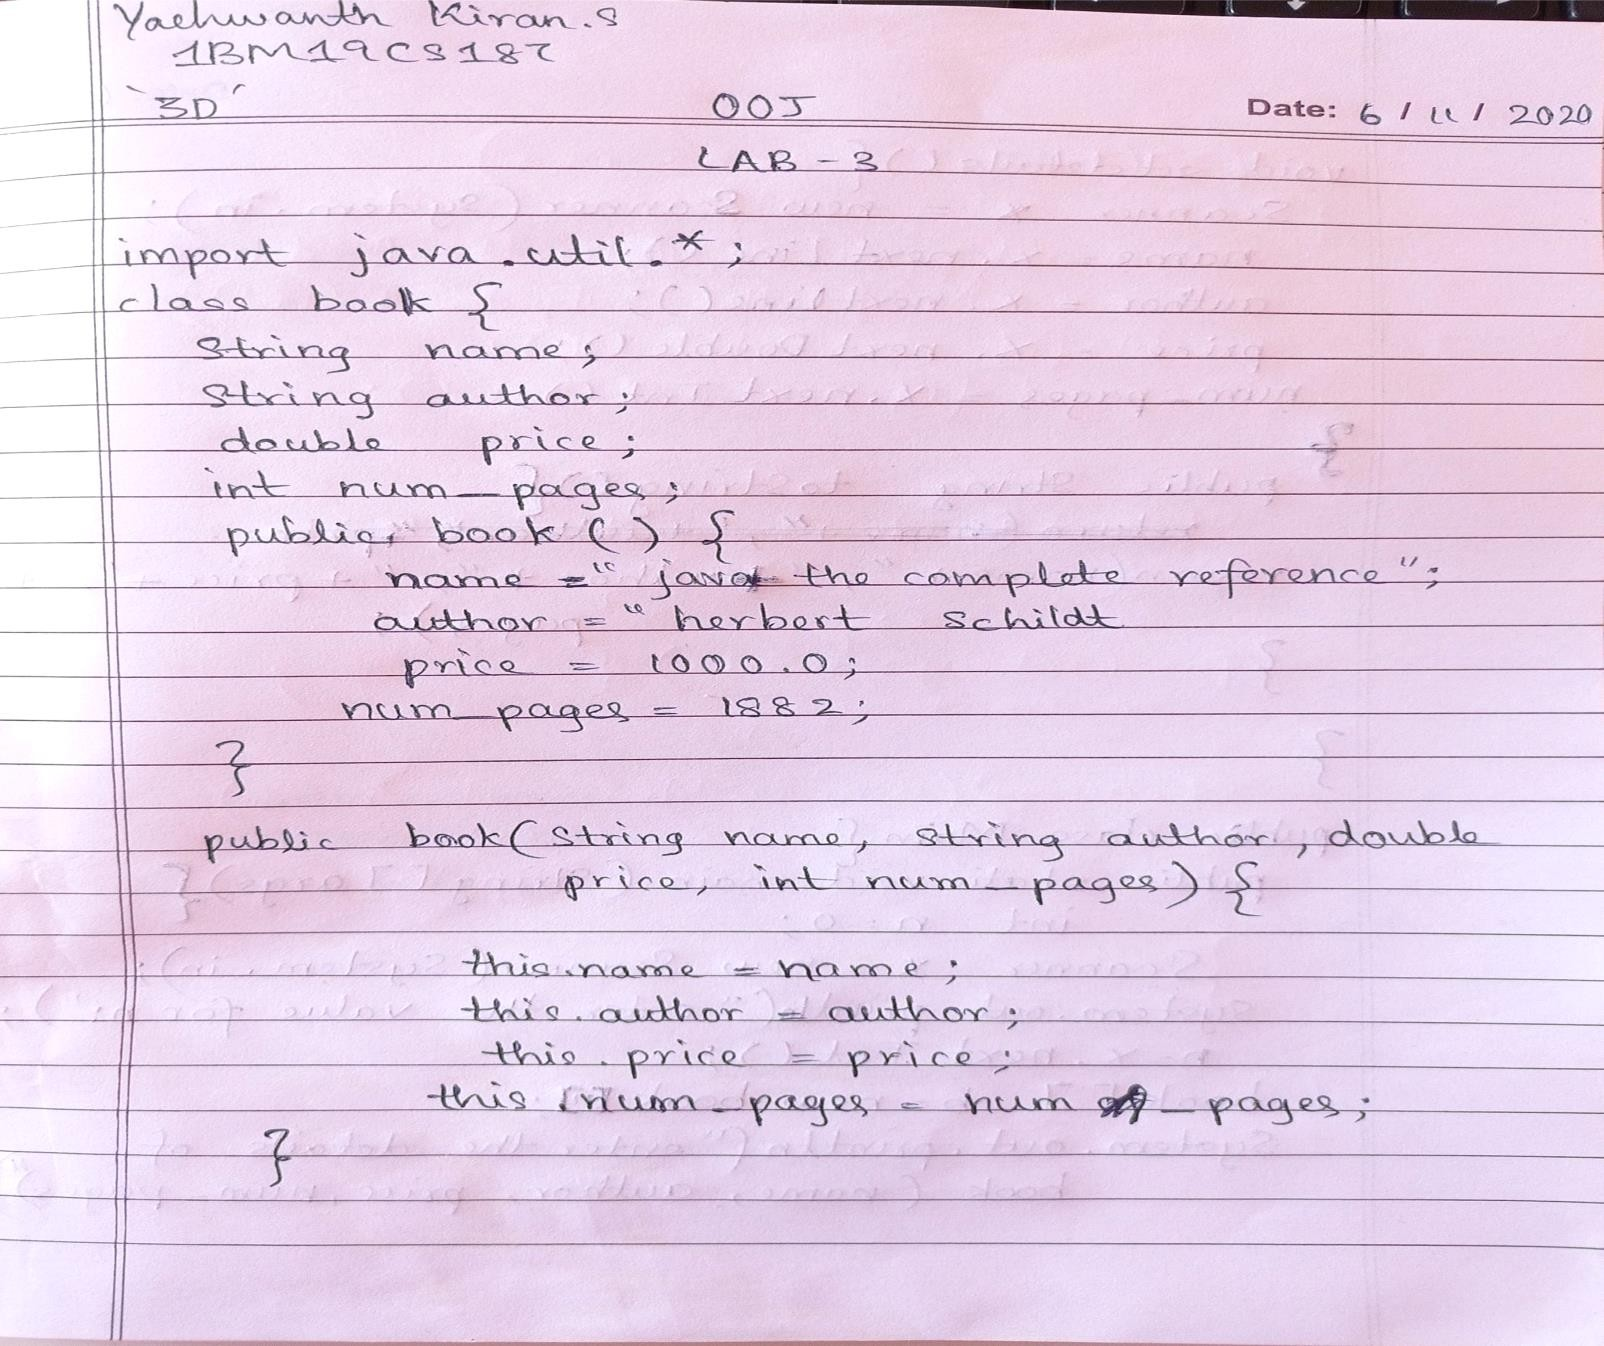 Yashwanth Kiran.S
1BM19CS187
'3D'
OOJ
Date: 6/11/2020
LAB - 3
import java.util.*;
class book {
String name;
String author;
double price;
int num_pages;
public book () {
name = "java the complete reference";
author = "herbert schildt
price = 1000.0;
num_pages = 1882;
}
public book(String name, String author, double
price, int num_pages) {
this.name = name;
this.author = author;
this.price = price;
this.num_pages = num_pages;
}